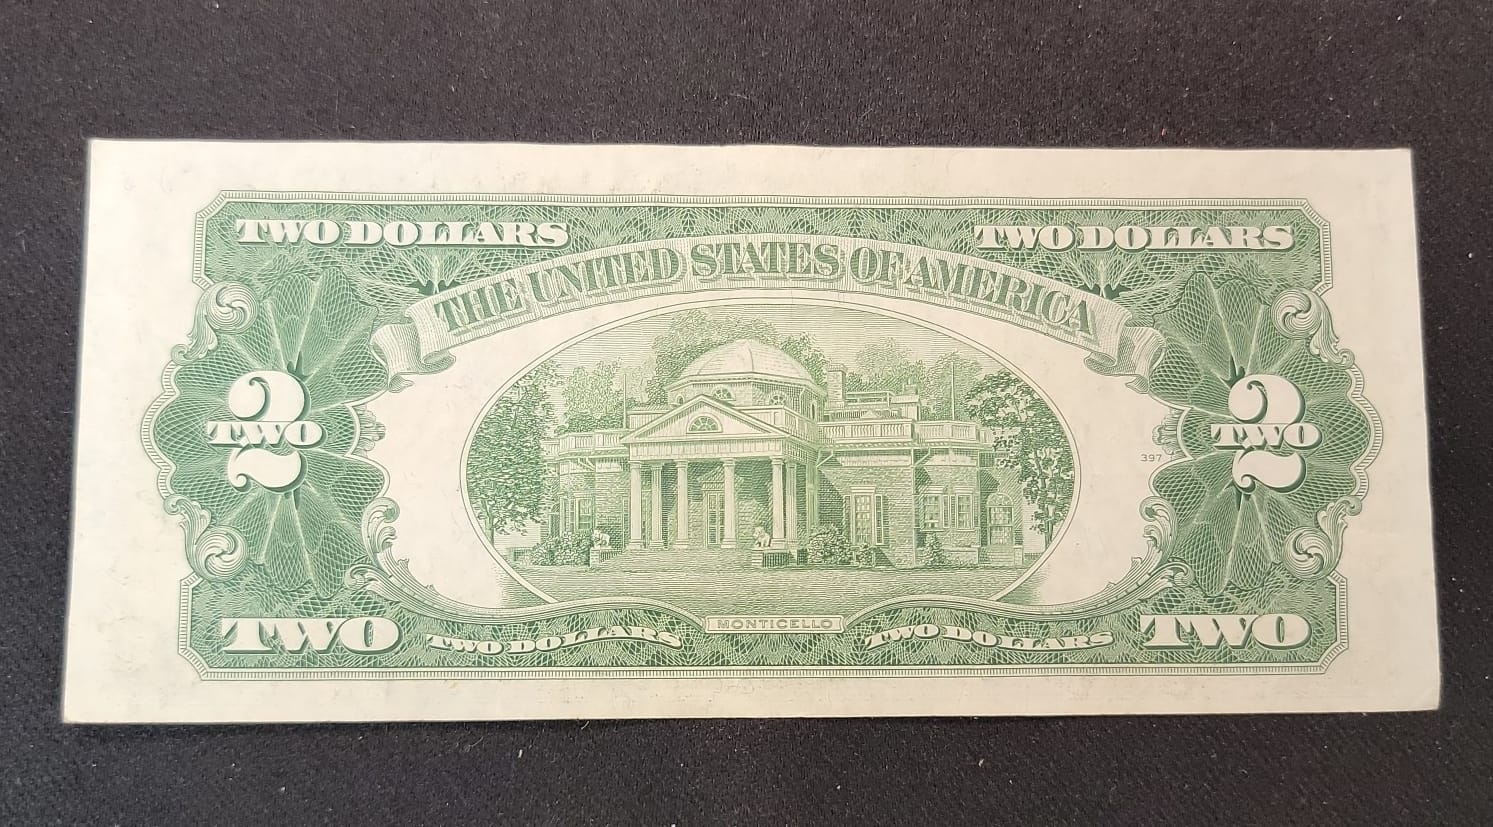 TWO DOLLARS TWO DOLLARS
THE UNITED STATES OF AMERICA
2 2
TWO TWO
397
MONTICELLO
TWO TWO DOLLARS TWO DOLLARS TWO